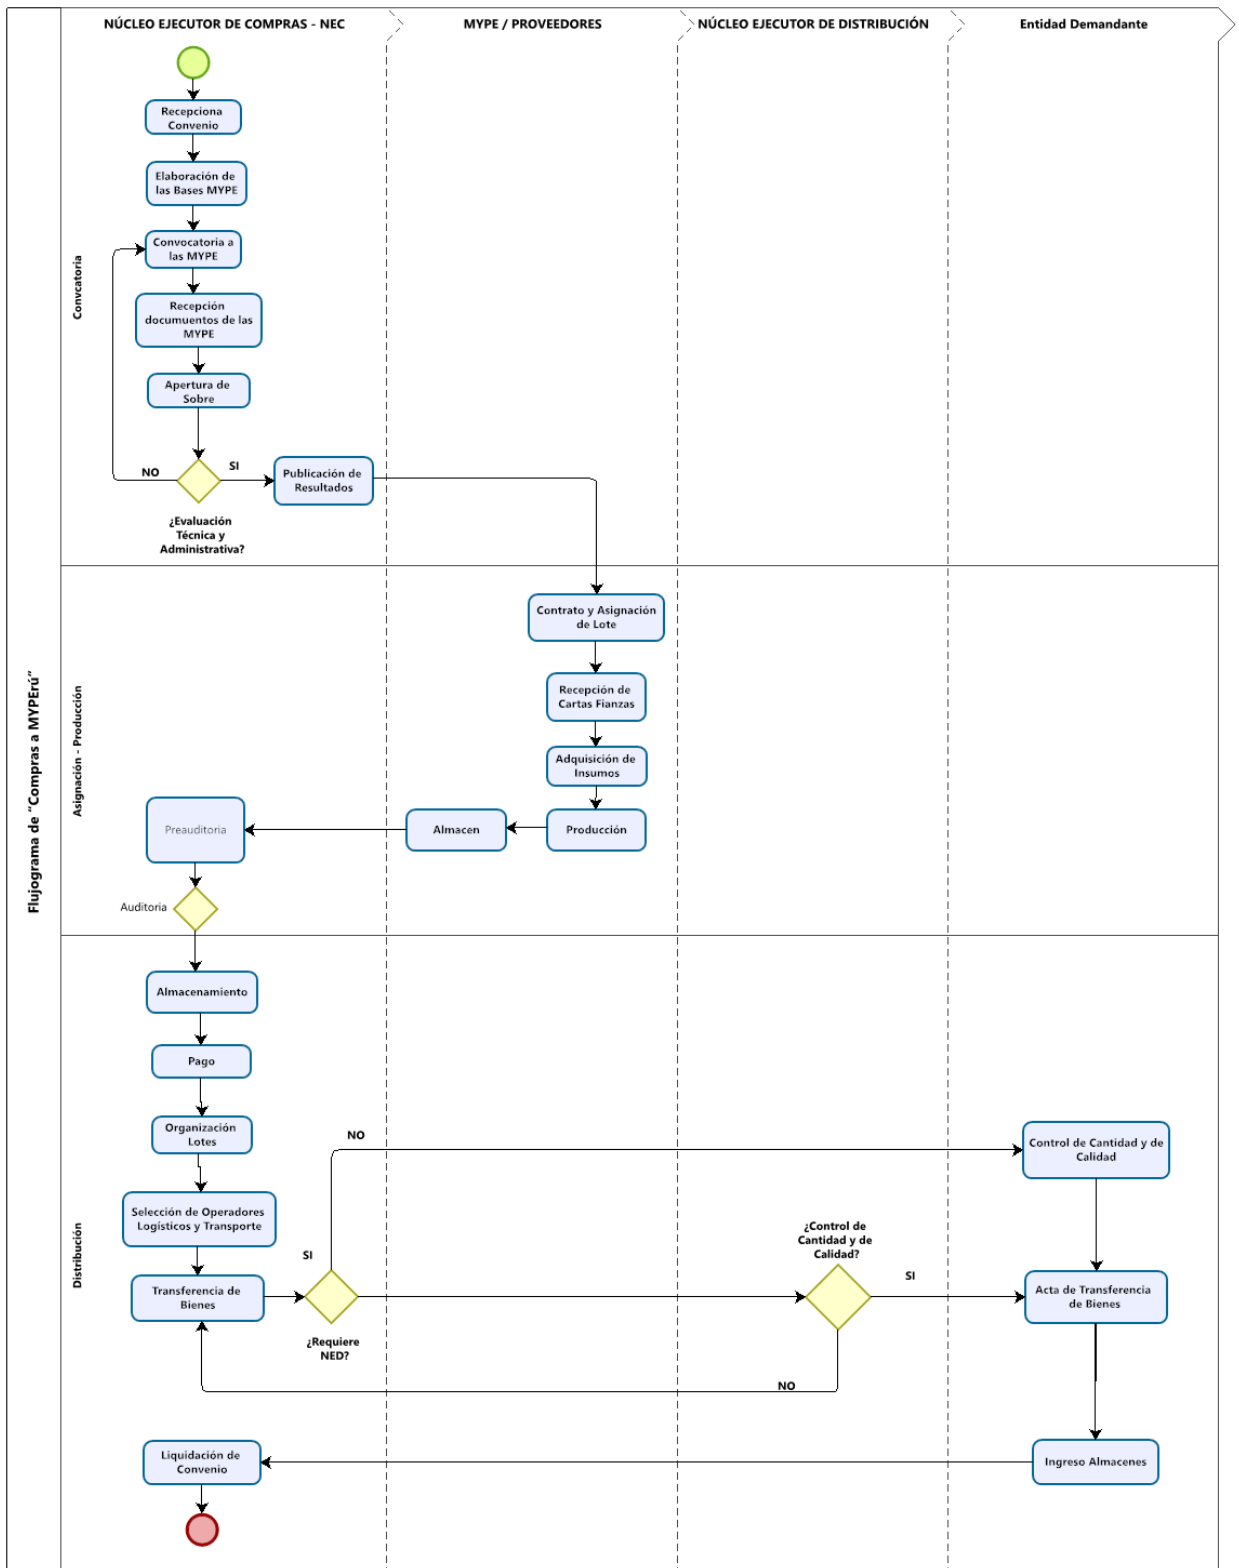 NÚCLEO EJECUTOR DE COMPRAS - NEC
MYPE / PROVEEDORES
NÚCLEO EJECUTOR DE DISTRIBUCIÓN
Entidad Demandante
Flujograma de "Compras a MYPErú"
Convcatoria
Recepciona
Convenio
Elaboración de
las Bases MYPE
Convocatoria a
las MYPE
Recepción
documuentos de las
MYPE
Apertura de
Sobre
NO
SI
¿Evaluación
Técnica y
Administrativa?
Publicación de
Resultados
Asignación - Producción
Contrato y Asignación
de Lote
Recepción de
Cartas Fianzas
Adquisición de
Insumos
Producción
Almacen
Preauditoria
Auditoria
Distribución
Almacenamiento
Pago
Organización
Lotes
Selección de Operadores
Logísticos y Transporte
Transferencia de
Bienes
SI
NO
¿Requiere
NED?
¿Control de
Cantidad y de
Calidad?
SI
NO
Control de Cantidad y de
Calidad
Acta de Transferencia
de Bienes
Ingreso Almacenes
Liquidación de
Convenio